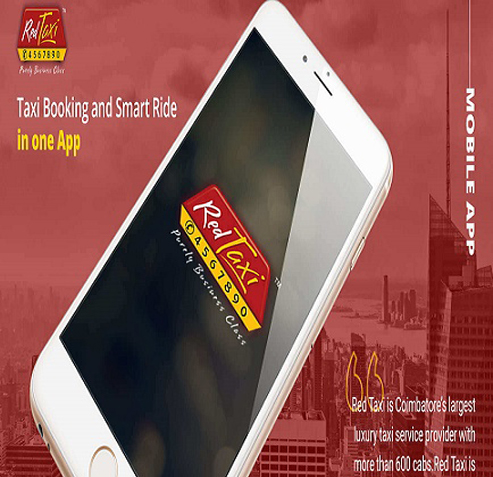 Red Taxi
TM
✆4567890
Purely Business Class
Taxi Booking and Smart Ride
in one App
MOBILE APP
Red Taxi
TM
✆4567890
Purely Business Class
Red Taxi is Coimbatore's largest
luxury taxi service provider with
more than 600 cabs.Red Taxi is